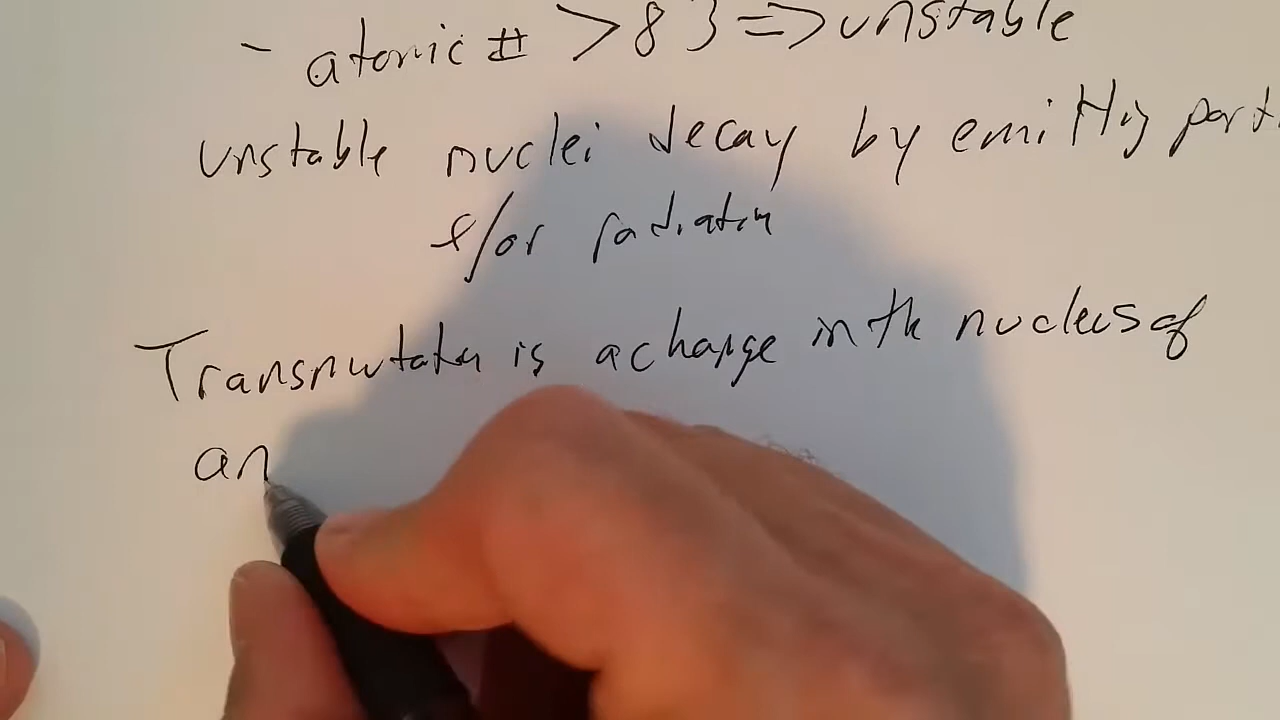 - atomic # > 83 => unstable
unstable nuclei decay by emitting part
&/or radiation
Transmutation is a change in the nucleus of
an